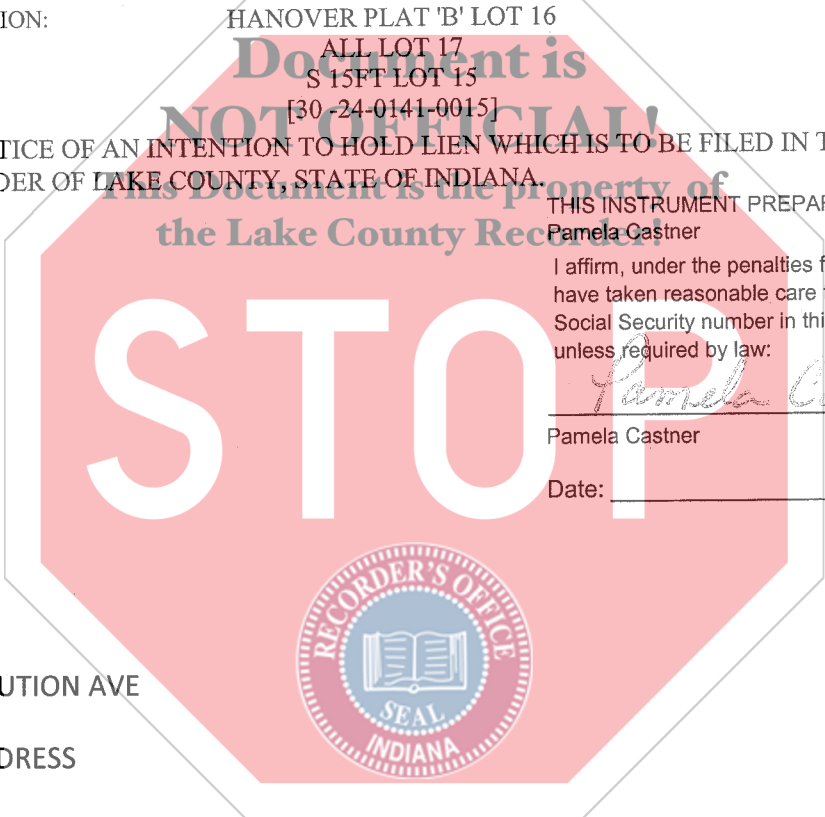 ION: HANOVER PLAT 'B' LOT 16
ALL LOT 17
S 15FT LOT 15
[30 -24-0141-0015]
Document is
NOT OFFICIAL!
This Document is the property of
the Lake County Recorder!
TICE OF AN INTENTION TO HOLD LIEN WHICH IS TO BE FILED IN T
DER OF LAKE COUNTY, STATE OF INDIANA.
THIS INSTRUMENT PREPAR
Pamela Castner
I affirm, under the penalties f
have taken reasonable care
Social Security number in thi
unless required by law:
Pamela C
Pamela Castner
Date:
STOP
RECORDER'S OFFICE
SEAL
INDIANA
UTION AVE
DRESS